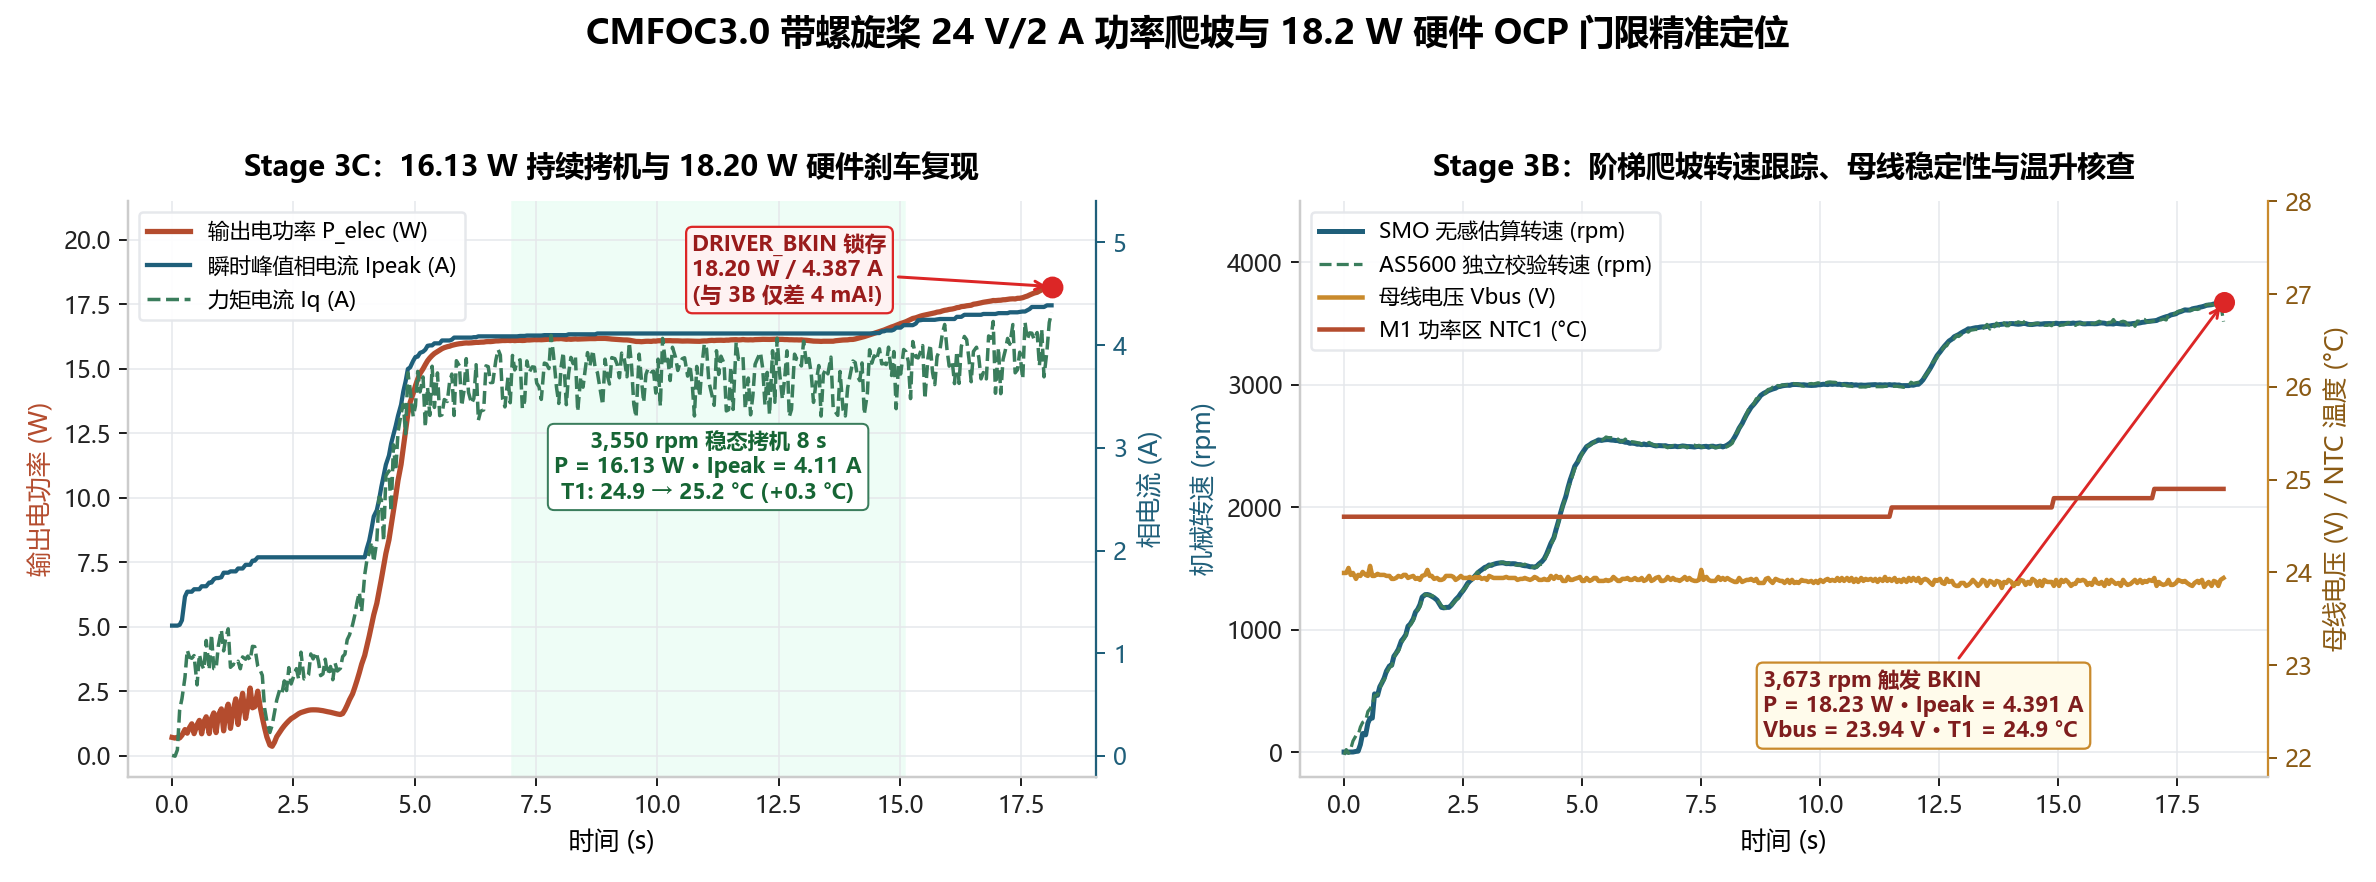 CMFOC3.0 带螺旋桨 24 V/2 A 功率爬坡与 18.2 W 硬件 OCP 门限精准定位
Stage 3C：16.13 W 持续拷机与 18.20 W 硬件刹车复现
输出电功率 P_elec (W)
瞬时峰值相电流 Ipeak (A)
力矩电流 Iq (A)
DRIVER_BKIN 锁存
18.20 W / 4.387 A
(与 3B 仅差 4 mA!)
3,550 rpm 稳态拷机 8 s
P = 16.13 W • Ipeak = 4.11 A
T1: 24.9 → 25.2 °C (+0.3 °C)
输出电功率 (W)
20.0
17.5
15.0
12.5
10.0
7.5
5.0
2.5
0.0
相电流 (A)
5
4
3
2
1
0
0.0 2.5 5.0 7.5 10.0 12.5 15.0 17.5
时间 (s)
Stage 3B：阶梯爬坡转速跟踪、母线稳定性与温升核查
SMO 无感估算转速 (rpm)
AS5600 独立校验转速 (rpm)
母线电压 Vbus (V)
M1 功率区 NTC1 (°C)
3,673 rpm 触发 BKIN
P = 18.23 W • Ipeak = 4.391 A
Vbus = 23.94 V • T1 = 24.9 °C
机械转速 (rpm)
4000
3000
2000
1000
0
母线电压 (V) / NTC 温度 (°C)
28
27
26
25
24
23
22
0.0 2.5 5.0 7.5 10.0 12.5 15.0 17.5
时间 (s)